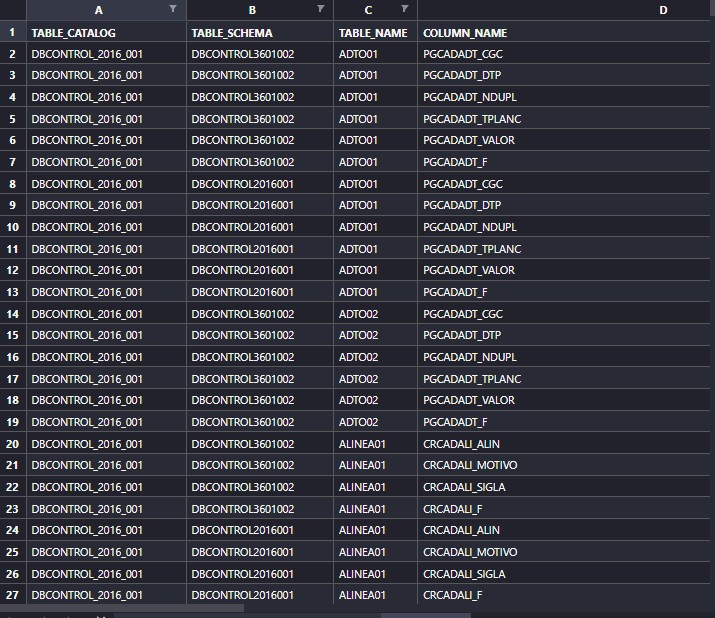 A B C D
1 TABLE_CATALOG TABLE_SCHEMA TABLE_NAME COLUMN_NAME
2 DBCONTROL_2016_001 DBCONTROL3601002 ADTO01 PGCADADT_CGC
3 DBCONTROL_2016_001 DBCONTROL3601002 ADTO01 PGCADADT_DTP
4 DBCONTROL_2016_001 DBCONTROL3601002 ADTO01 PGCADADT_NDUPL
5 DBCONTROL_2016_001 DBCONTROL3601002 ADTO01 PGCADADT_TPLANC
6 DBCONTROL_2016_001 DBCONTROL3601002 ADTO01 PGCADADT_VALOR
7 DBCONTROL_2016_001 DBCONTROL3601002 ADTO01 PGCADADT_F
8 DBCONTROL_2016_001 DBCONTROL2016001 ADTO01 PGCADADT_CGC
9 DBCONTROL_2016_001 DBCONTROL2016001 ADTO01 PGCADADT_DTP
10 DBCONTROL_2016_001 DBCONTROL2016001 ADTO01 PGCADADT_NDUPL
11 DBCONTROL_2016_001 DBCONTROL2016001 ADTO01 PGCADADT_TPLANC
12 DBCONTROL_2016_001 DBCONTROL2016001 ADTO01 PGCADADT_VALOR
13 DBCONTROL_2016_001 DBCONTROL2016001 ADTO01 PGCADADT_F
14 DBCONTROL_2016_001 DBCONTROL3601002 ADTO02 PGCADADT_CGC
15 DBCONTROL_2016_001 DBCONTROL3601002 ADTO02 PGCADADT_DTP
16 DBCONTROL_2016_001 DBCONTROL3601002 ADTO02 PGCADADT_NDUPL
17 DBCONTROL_2016_001 DBCONTROL3601002 ADTO02 PGCADADT_TPLANC
18 DBCONTROL_2016_001 DBCONTROL3601002 ADTO02 PGCADADT_VALOR
19 DBCONTROL_2016_001 DBCONTROL3601002 ADTO02 PGCADADT_F
20 DBCONTROL_2016_001 DBCONTROL3601002 ALINEA01 CRCADALI_ALIN
21 DBCONTROL_2016_001 DBCONTROL3601002 ALINEA01 CRCADALI_MOTIVO
22 DBCONTROL_2016_001 DBCONTROL3601002 ALINEA01 CRCADALI_SIGLA
23 DBCONTROL_2016_001 DBCONTROL3601002 ALINEA01 CRCADALI_F
24 DBCONTROL_2016_001 DBCONTROL2016001 ALINEA01 CRCADALI_ALIN
25 DBCONTROL_2016_001 DBCONTROL2016001 ALINEA01 CRCADALI_MOTIVO
26 DBCONTROL_2016_001 DBCONTROL2016001 ALINEA01 CRCADALI_SIGLA
27 DBCONTROL_2016_001 DBCONTROL2016001 ALINEA01 CRCADALI_F